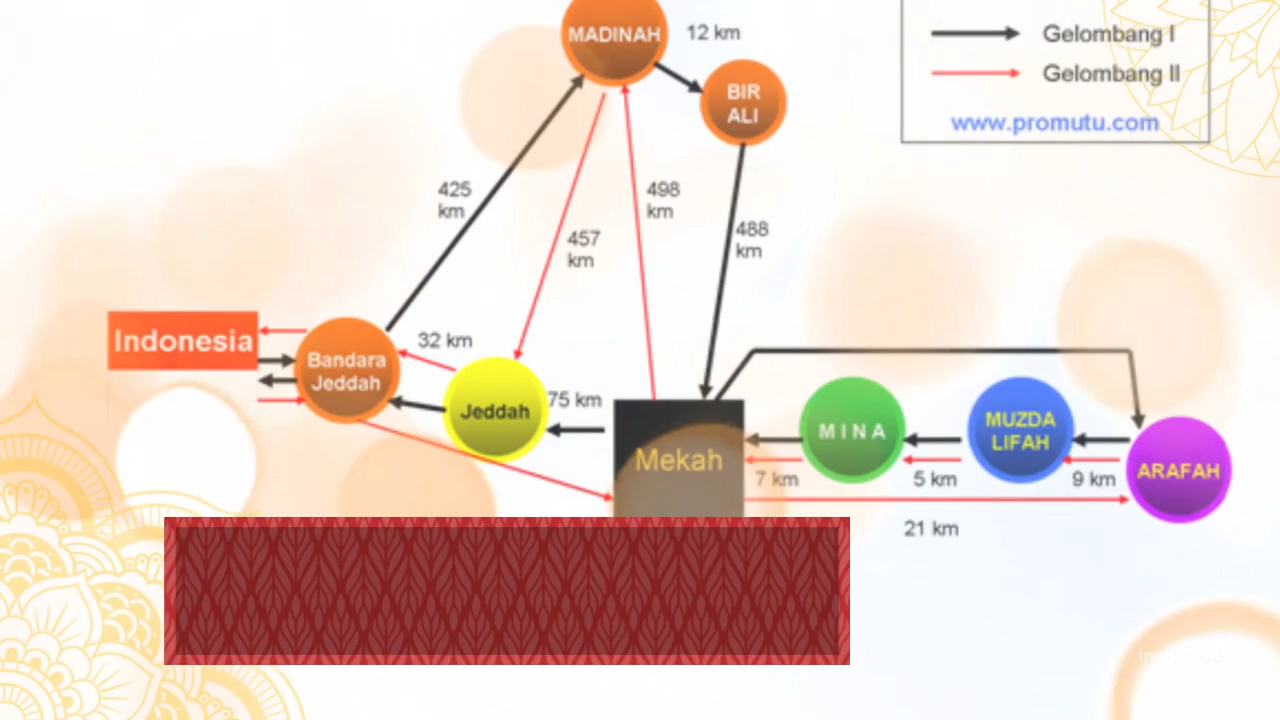 MADINAH
12 km
Gelombang I
Gelombang II
www.promutu.com
BIR
ALI
425
km
498
km
457
km
488
km
Indonesia
32 km
Bandara
Jeddah
Jeddah
75 km
Mekah
MINA
MUZDA
LIFAH
ARAFAH
7 km
5 km
9 km
21 km